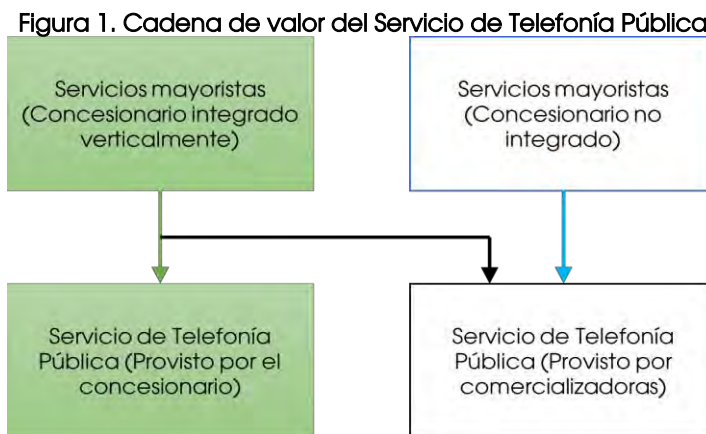 Figura 1. Cadena de valor del Servicio de Telefonía Pública
Servicios mayoristas
(Concesionario integrado
verticalmente)
Servicios mayoristas
(Concesionario no
integrado)
Servicio de Telefonía
Pública (Provisto por el
concesionario)
Servicio de Telefonía
Pública (Provisto por
comercializadoras)